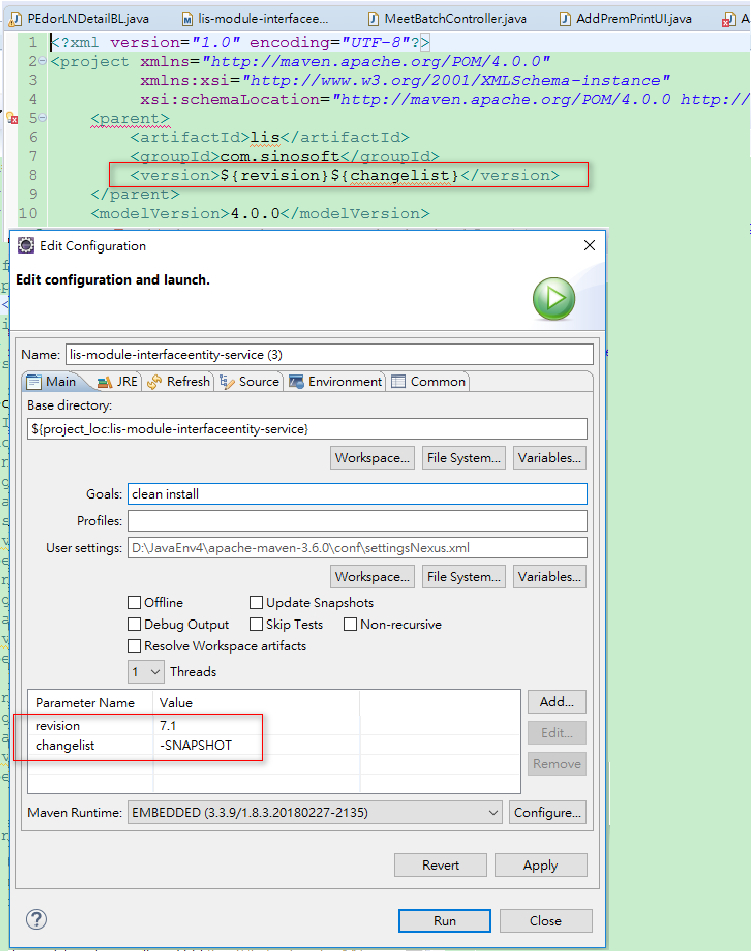 PEdorLNDetailBL.java
lis-module-interfaceee...
MeetBatchController.java
AddPremPrintUI.java
A
1 <?xml version="1.0" encoding="UTF-8"?>
2 <project xmlns="http://maven.apache.org/POM/4.0.0"
3 xmlns:xsi="http://www.w3.org/2001/XMLSchema-instance"
4 xsi:schemaLocation="http://maven.apache.org/POM/4.0.0 http://
5 <parent>
6 <artifactId>lis</artifactId>
7 <groupId>com.sinosoft</groupId>
8 <version>${revision}${changelist}</version>
9 </parent>
10 <modelVersion>4.0.0</modelVersion>
Edit Configuration
Edit configuration and launch.
Name: lis-module-interfaceentity-service (3)
Main JRE Refresh Source Environment Common
Base directory:
${project_loc:lis-module-interfaceentity-service}
Workspace... File System... Variables...
Goals: clean install
Profiles:
User settings: D:\JavaEnv4\apache-maven-3.6.0\conf\settingsNexus.xml
Workspace... File System... Variables...
Offline Update Snapshots
Debug Output Skip Tests Non-recursive
Resolve Workspace artifacts
1 Threads
Parameter Name Value
Add...
revision 7.1
Edit...
changelist -SNAPSHOT
Remove
Maven Runtime: EMBEDDED (3.3.9/1.8.3.20180227-2135) Configure...
Revert Apply
? Run Close